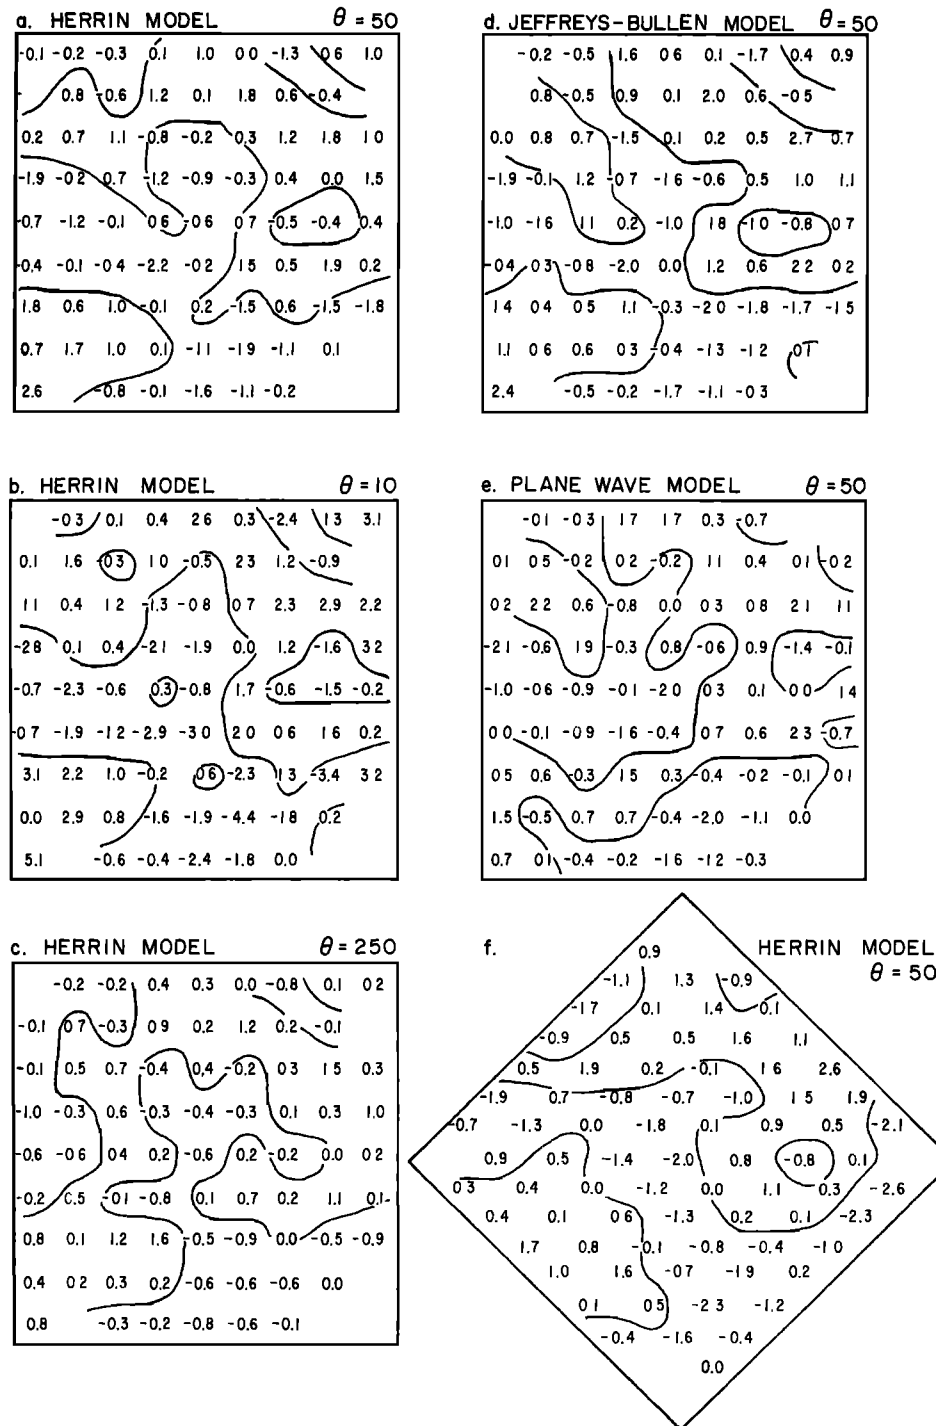 a. HERRIN MODEL θ = 50
-0.1 -0.2 -0.3 0.1 1.0 0.0 -1.3 0.6 1.0
0.8 -0.6 1.2 0.1 1.8 0.6 -0.4
0.2 0.7 1.1 -0.8 -0.2 0.3 1.2 1.8 1.0
-1.9 -0.2 0.7 -1.2 -0.9 -0.3 0.4 0.0 1.5
-0.7 -1.2 -0.1 0.6 -0.6 0.7 -0.5 -0.4 0.4
-0.4 -0.1 -0.4 -2.2 -0.2 1.5 0.5 1.9 0.2
1.8 0.6 1.0 -0.1 0.2 -1.5 0.6 -1.5 -1.8
0.7 1.7 1.0 0.1 -1.1 -1.9 -1.1 0.1
2.6 -0.8 -0.1 -1.6 -1.1 -0.2
d. JEFFREYS-BULLEN MODEL θ = 50
-0.2 -0.5 1.6 0.6 0.1 -1.7 0.4 0.9
0.8 -0.5 0.9 0.1 2.0 0.6 -0.5
0.0 0.8 0.7 -1.5 0.1 0.2 0.5 2.7 0.7
-1.9 -0.1 1.2 -0.7 -1.6 -0.6 0.5 1.0 1.1
-1.0 -1.6 1.1 0.2 -1.0 1.8 -1.0 -0.8 0.7
-0.4 0.3 -0.8 -2.0 0.0 1.2 0.6 2.2 0.2
1.4 0.4 0.5 1.1 -0.3 -2.0 -1.8 -1.7 -1.5
1.1 0.6 0.6 0.3 -0.4 -1.3 -1.2 0.1
2.4 -0.5 -0.2 -1.7 -1.1 -0.3
b. HERRIN MODEL θ = 10
-0.3 0.1 0.4 2.6 0.3 -2.4 1.3 3.1
0.1 1.6 -0.3 1.0 -0.5 2.3 1.2 -0.9
1.1 0.4 1.2 -1.3 -0.8 0.7 2.3 2.9 2.2
-2.8 0.1 0.4 -2.1 -1.9 0.0 1.2 -1.6 3.2
-0.7 -2.3 -0.6 0.3 -0.8 1.7 -0.6 -1.5 -0.2
-0.7 -1.9 -1.2 -2.9 -3.0 2.0 0.6 1.6 0.2
3.1 2.2 1.0 -0.2 0.6 -2.3 1.3 -3.4 3.2
0.0 2.9 0.8 -1.6 -1.9 -4.4 -1.8 0.2
5.1 -0.6 -0.4 -2.4 -1.8 0.0
e. PLANE WAVE MODEL θ = 50
-0.1 -0.3 1.7 1.7 0.3 -0.7
0.1 0.5 -0.2 0.2 -0.2 1.1 0.4 0.1 -0.2
0.2 2.2 0.6 -0.8 0.0 0.3 0.8 2.1 1.1
-2.1 -0.6 1.9 -0.3 0.8 -0.6 0.9 -1.4 -0.1
-1.0 -0.6 -0.9 -0.1 -2.0 0.3 0.1 0.0 1.4
0.0 -0.1 -0.9 -1.6 -0.4 0.7 0.6 2.3 -0.7
0.5 0.6 -0.3 1.5 0.3 -0.4 -0.2 -0.1 0.1
1.5 -0.5 0.7 0.7 -0.4 -2.0 -1.1 0.0
0.7 0.1 -0.4 -0.2 -1.6 -1.2 -0.3
c. HERRIN MODEL θ = 250
-0.2 -0.2 0.4 0.3 0.0 -0.8 0.1 0.2
-0.1 0.7 -0.3 0.9 0.2 1.2 0.2 -0.1
-0.1 0.5 0.7 -0.4 0.4 -0.2 0.3 1.5 0.3
-1.0 -0.3 0.6 -0.3 -0.4 -0.3 0.1 0.3 1.0
-0.6 -0.6 0.4 0.2 -0.6 0.2 -0.2 0.0 0.2
-0.2 0.5 -0.1 -0.8 0.1 0.7 0.2 1.1 0.1
0.8 0.1 1.2 1.6 -0.5 -0.9 0.0 -0.5 -0.9
0.4 0.2 0.3 0.2 -0.6 -0.6 -0.6 0.0
0.8 -0.3 -0.2 -0.8 -0.6 -0.1
f. HERRIN MODEL
θ = 50
0.9
-1.1 1.3 -0.9
-1.7 0.1 1.4 0.1
-0.9 0.5 0.5 1.6 1.1
0.5 1.9 0.2 -0.1 1.6 2.6
-1.9 0.7 -0.8 -0.7 -1.0 1.5 1.9
-0.7 -1.3 0.0 -1.8 0.1 0.9 0.5 -2.1
0.9 0.5 -1.4 -2.0 0.8 -0.8 0.1
0.3 0.4 0.0 -1.2 0.0 1.1 0.3 -2.6
0.4 0.1 0.6 -1.3 0.2 0.1 -2.3
1.7 0.8 -0.1 -0.8 -0.4 -1.0
1.0 1.6 -0.7 -1.9 0.2
0.1 0.5 -2.3 -1.2
-0.4 -1.6 -0.4
0.0